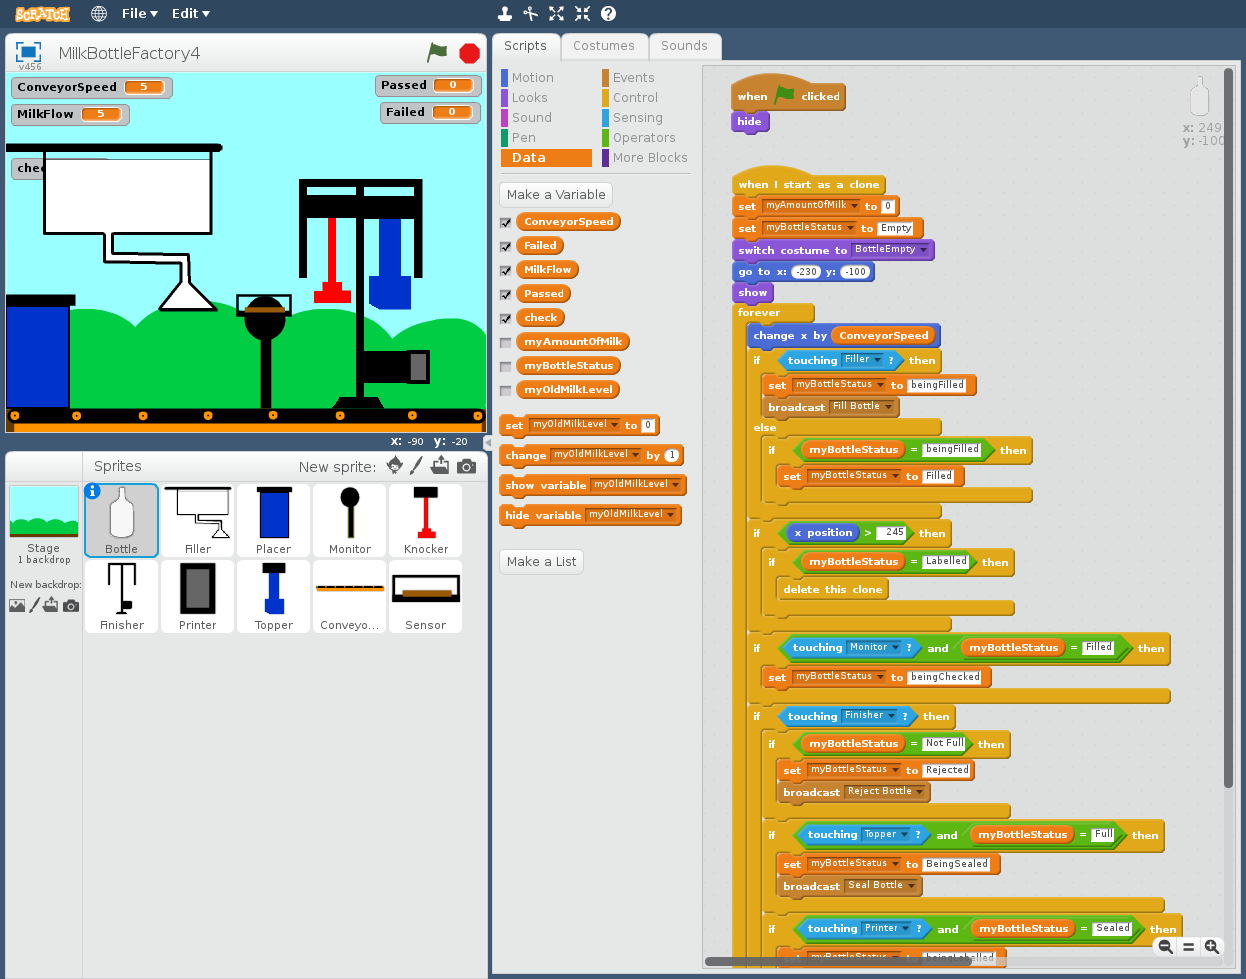 SCRATCH
File
Edit
MilkBottleFactory4
v456
ConveyorSpeed 5
MilkFlow 5
Passed 0
Failed 0
x: -90 y: -20
Sprites
New sprite:
Stage
1 backdrop
New backdrop:
Bottle
Filler
Placer
Monitor
Knocker
Finisher
Printer
Topper
Conveyo...
Sensor
Scripts
Costumes
Sounds
Motion
Looks
Sound
Pen
Data
Events
Control
Sensing
Operators
More Blocks
Make a Variable
ConveyorSpeed
Failed
MilkFlow
Passed
check
myAmountOfMilk
myBottleStatus
myOldMilkLevel
set myOldMilkLevel to 0
change myOldMilkLevel by 1
show variable myOldMilkLevel
hide variable myOldMilkLevel
Make a List
x: 249
y: -100
when clicked
hide
when I start as a clone
set myAmountOfMilk to 0
set myBottleStatus to Empty
switch costume to BottleEmpty
go to x: -230 y: -100
show
forever
change x by ConveyorSpeed
if touching Filler ? then
set myBottleStatus to beingFilled
broadcast Fill Bottle
else
if myBottleStatus = beingFilled then
set myBottleStatus to Filled
if x position > 245 then
if myBottleStatus = Labelled then
delete this clone
if touching Monitor ? and myBottleStatus = Filled then
set myBottleStatus to beingChecked
if touching Finisher ? then
if myBottleStatus = Not Full then
set myBottleStatus to Rejected
broadcast Reject Bottle
if touching Topper ? and myBottleStatus = Full then
set myBottleStatus to BeingSealed
broadcast Seal Bottle
if touching Printer ? and myBottleStatus = Sealed then
set myBottleStatus to beingLabelled